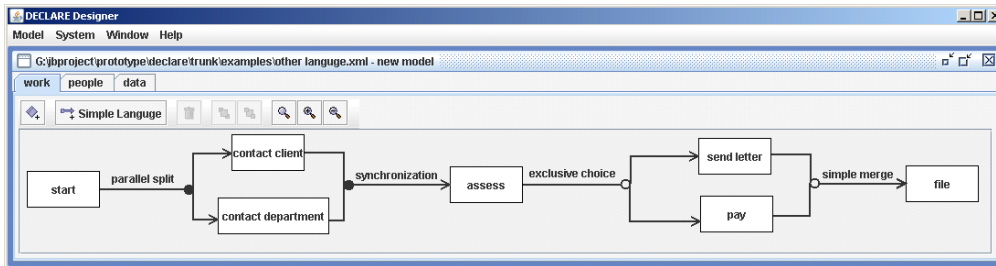 DECLARE Designer
Model System Window Help
G:\jbproject\prototype\declare\trunk\examples\other languge.xml - new model
work people data
Simple Languge
contact client
send letter
parallel split
synchronization
exclusive choice
simple merge
start
assess
file
contact department
pay